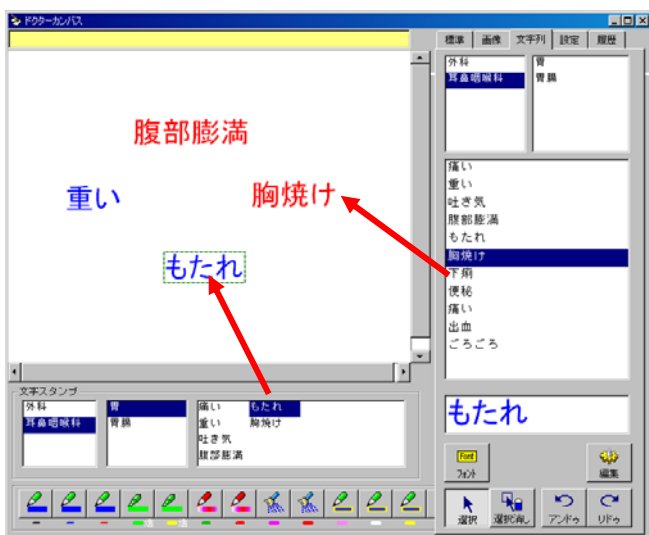 ドクターカンバス
標準 画像 文字列 設定 履歴
外科
耳鼻咽喉科
胃
胃腸
腹部膨満
重い
胸焼け
もたれ
痛い
重い
吐き気
腹部膨満
もたれ
胸焼け
下痢
便秘
痛い
出血
ごろごろ
文字スタンプ
外科
耳鼻咽喉科
胃
胃腸
痛い もたれ
重い 胸焼け
吐き気
腹部膨満
もたれ
Font
フォント
編集
選択 選択消し アンドゥ リドゥ